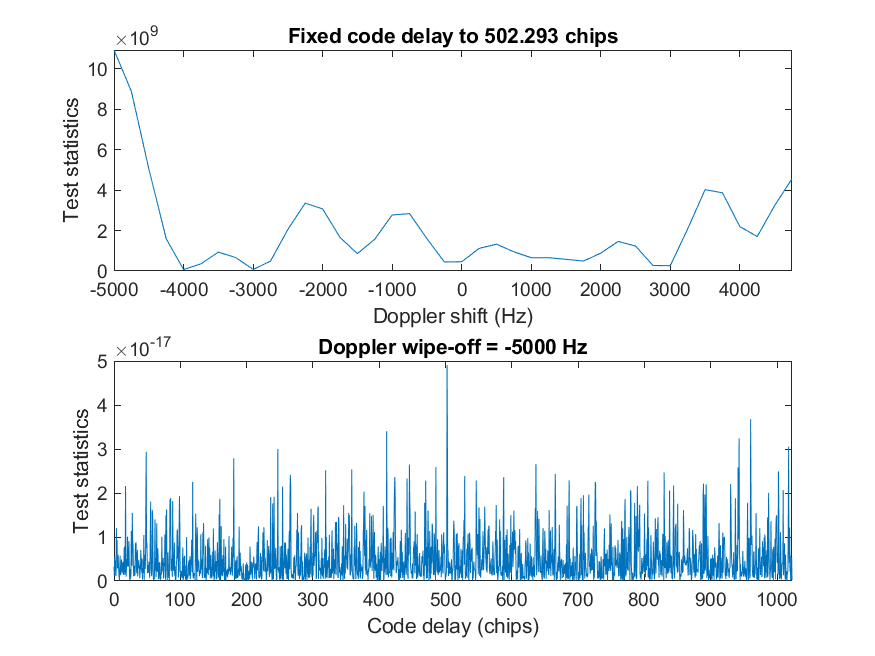 ×10^9
Fixed code delay to 502.293 chips
Test statistics
10
8
6
4
2
0
-5000 -4000 -3000 -2000 -1000 0 1000 2000 3000 4000
Doppler shift (Hz)
×10^-17
Doppler wipe-off = -5000 Hz
Test statistics
5
4
3
2
1
0
0 100 200 300 400 500 600 700 800 900 1000
Code delay (chips)